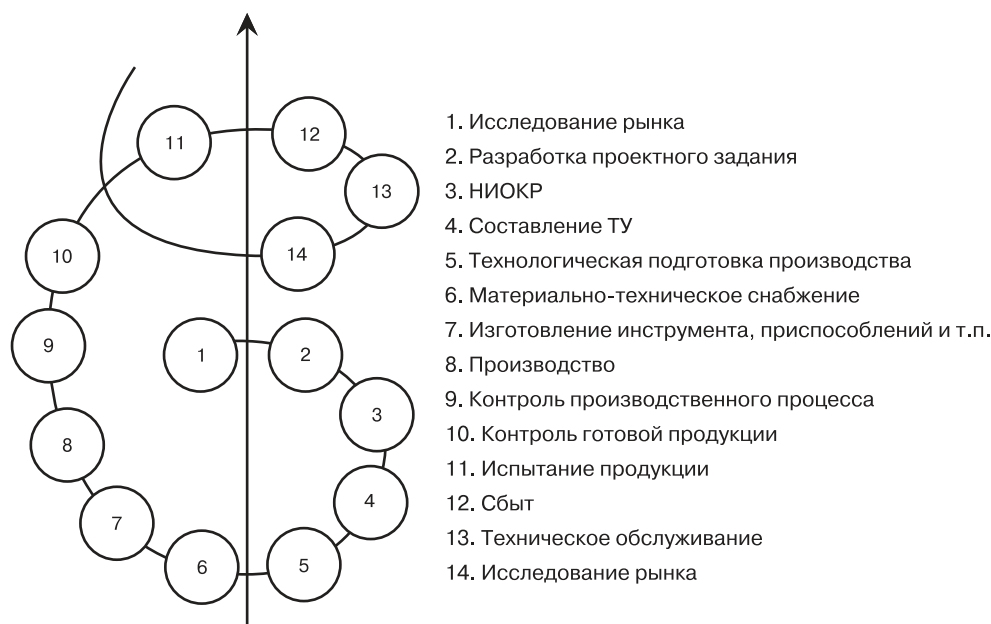 11
12
13
10
14
9
1
2
3
8
4
7
6
5
1. Исследование рынка
2. Разработка проектного задания
3. НИОКР
4. Составление ТУ
5. Технологическая подготовка производства
6. Материально-техническое снабжение
7. Изготовление инструмента, приспособлений и т.п.
8. Производство
9. Контроль производственного процесса
10. Контроль готовой продукции
11. Испытание продукции
12. Сбыт
13. Техническое обслуживание
14. Исследование рынка